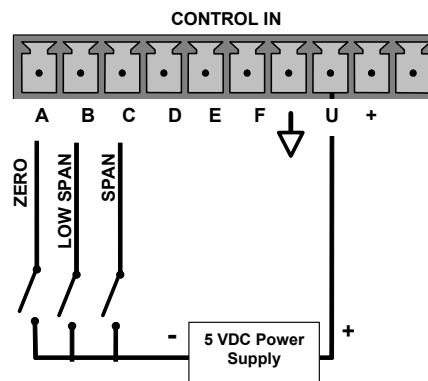 CONTROL IN
A B C D E F U +
ZERO
LOW SPAN
SPAN
- 5 VDC Power +
Supply